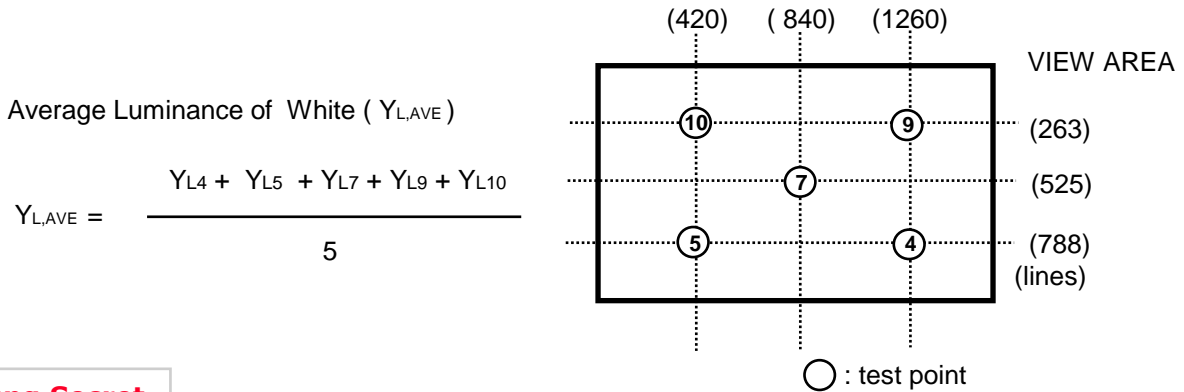 (420) ( 840) (1260)
VIEW AREA
Average Luminance of White ( YL,AVE )
10 9 (263)
YL4 + YL5 + YL7 + YL9 + YL10
7 (525)
YL,AVE =
5
5 4 (788)
(lines)
: test point
Secret